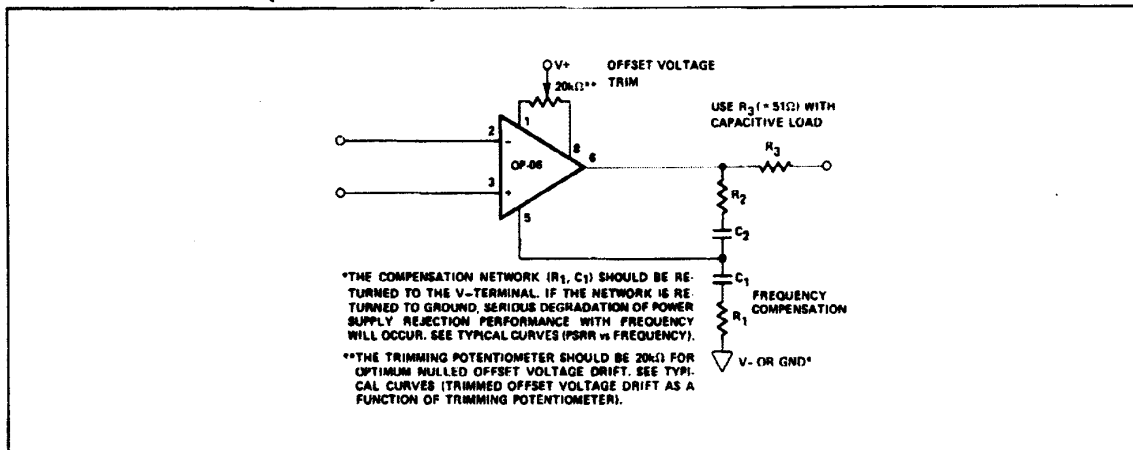 V+ OFFSET VOLTAGE
20kΩ** TRIM
USE R3 (≈ 51Ω) WITH
CAPACITIVE LOAD
1
2
−
8
6
R3
OP-06
3
+
R2
5
C2
C1
*THE COMPENSATION NETWORK (R1, C1) SHOULD BE RE-
TURNED TO THE V–TERMINAL. IF THE NETWORK IS RE-
TURNED TO GROUND, SERIOUS DEGRADATION OF POWER
SUPPLY REJECTION PERFORMANCE WITH FREQUENCY
WILL OCCUR. SEE TYPICAL CURVES (PSRR vs FREQUENCY).
FREQUENCY
COMPENSATION
R1
**THE TRIMMING POTENTIOMETER SHOULD BE 20kΩ FOR
OPTIMUM NULLED OFFSET VOLTAGE DRIFT. SEE TYPI-
CAL CURVES (TRIMMED OFFSET VOLTAGE DRIFT AS A
FUNCTION OF TRIMMING POTENTIOMETER).
V– OR GND*